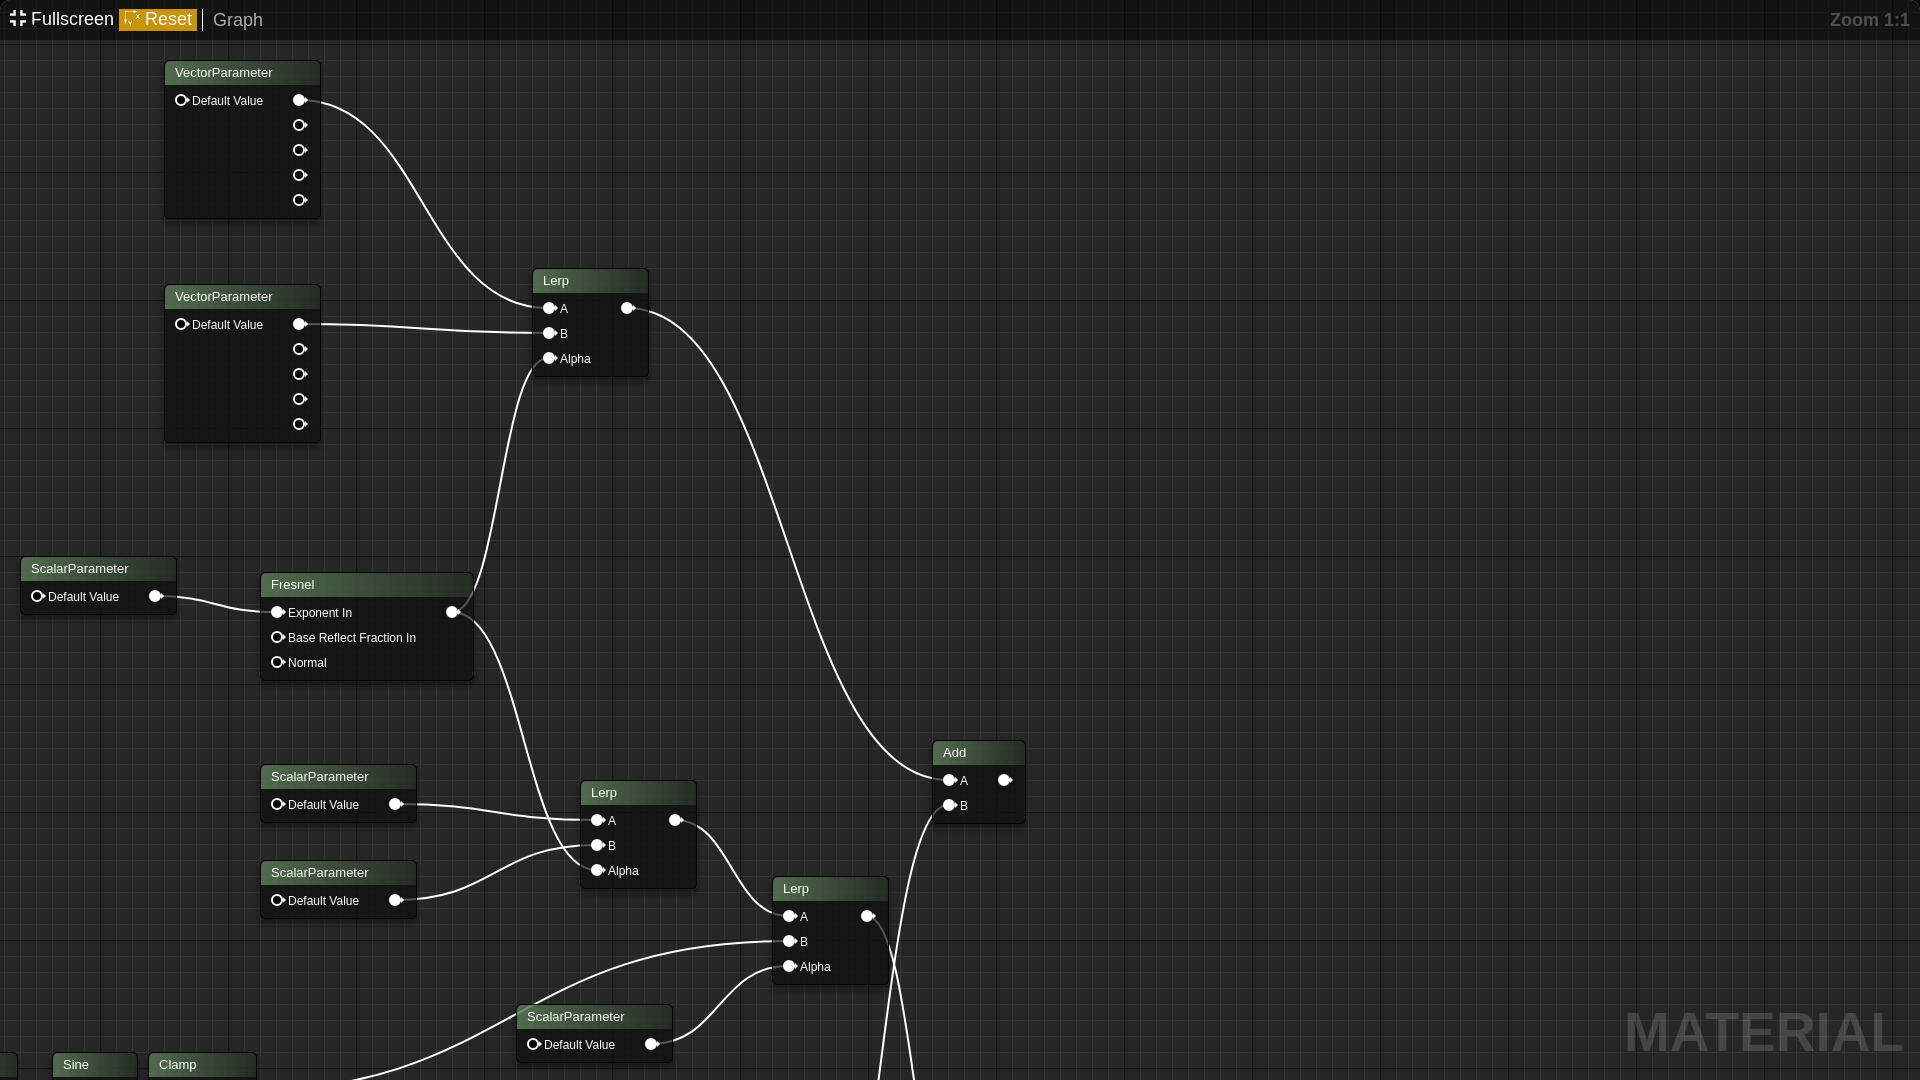 Fullscreen Reset Graph Zoom 1:1
VectorParameter
Default Value
VectorParameter
Default Value
Lerp
A
B
Alpha
ScalarParameter
Default Value
Fresnel
Exponent In
Base Reflect Fraction In
Normal
ScalarParameter
Default Value
ScalarParameter
Default Value
Lerp
A
B
Alpha
Add
A
B
Lerp
A
B
Alpha
ScalarParameter
Default Value
Sine
Clamp
MATERIAL